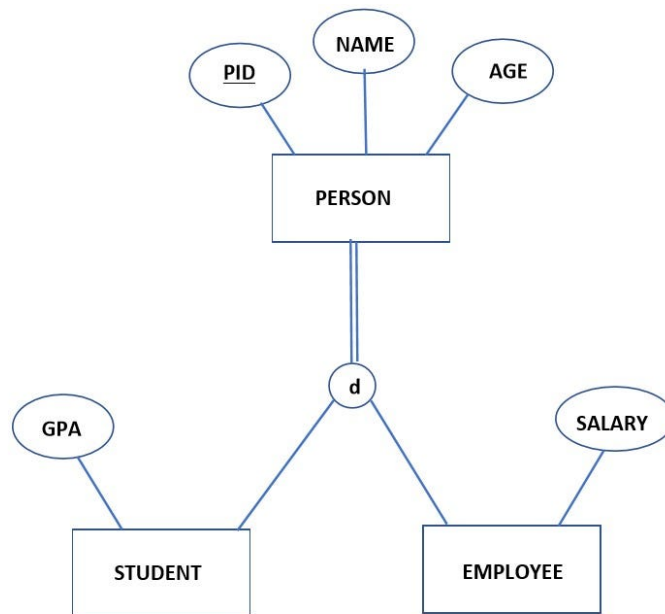 NAME
PID
AGE
PERSON
d
GPA
SALARY
STUDENT
EMPLOYEE